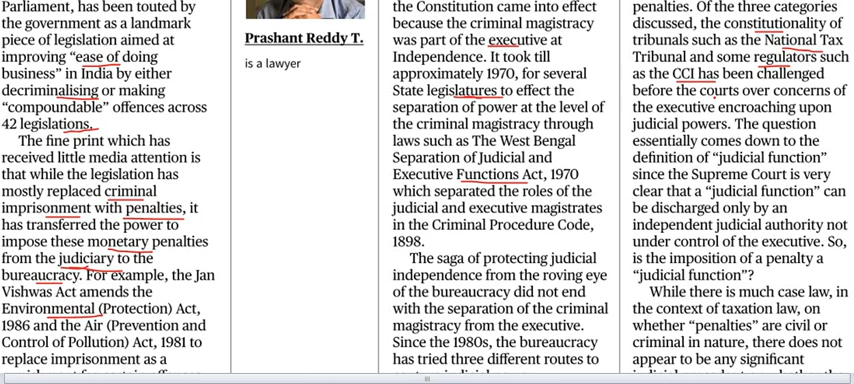 Parliament, has been touted by
the government as a landmark
piece of legislation aimed at
improving “ease of doing
business” in India by either
decriminalising or making
“compoundable” offences across
42 legislations.
The fine print which has
received little media attention is
that while the legislation has
mostly replaced criminal
imprisonment with penalties, it
has transferred the power to
impose these monetary penalties
from the judiciary to the
bureaucracy. For example, the Jan
Vishwas Act amends the
Environmental (Protection) Act,
1986 and the Air (Prevention and
Control of Pollution) Act, 1981 to
replace imprisonment as a
Prashant Reddy T.
is a lawyer
the Constitution came into effect
because the criminal magistracy
was part of the executive at
Independence. It took till
approximately 1970, for several
State legislatures to effect the
separation of power at the level of
the criminal magistracy through
laws such as The West Bengal
Separation of Judicial and
Executive Functions Act, 1970
which separated the roles of the
judicial and executive magistrates
in the Criminal Procedure Code,
1898.
The saga of protecting judicial
independence from the roving eye
of the bureaucracy did not end
with the separation of the criminal
magistracy from the executive.
Since the 1980s, the bureaucracy
has tried three different routes to
penalties. Of the three categories
discussed, the constitutionality of
tribunals such as the National Tax
Tribunal and some regulators such
as the CCI has been challenged
before the courts over concerns of
the executive encroaching upon
judicial powers. The question
essentially comes down to the
definition of “judicial function”
since the Supreme Court is very
clear that a “judicial function” can
be discharged only by an
independent judicial authority not
under control of the executive. So,
is the imposition of a penalty a
“judicial function”?
While there is much case law, in
the context of taxation law, on
whether “penalties” are civil or
criminal in nature, there does not
appear to be any significant